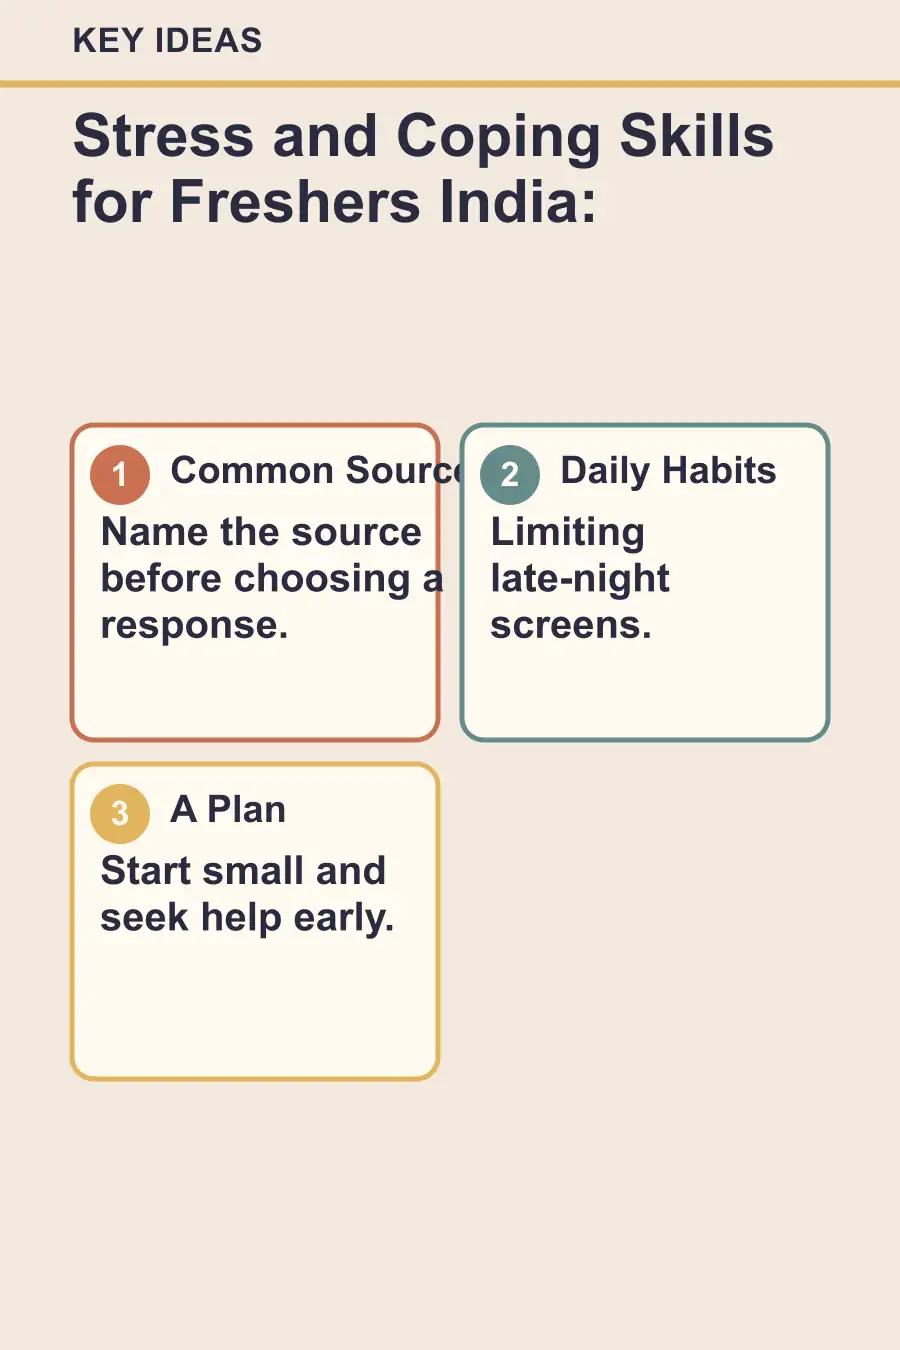 KEY IDEAS
Stress and Coping Skills
for Freshers India:
1 Common Source
Name the source
before choosing a
response.
2 Daily Habits
Limiting
late-night
screens.
3 A Plan
Start small and
seek help early.